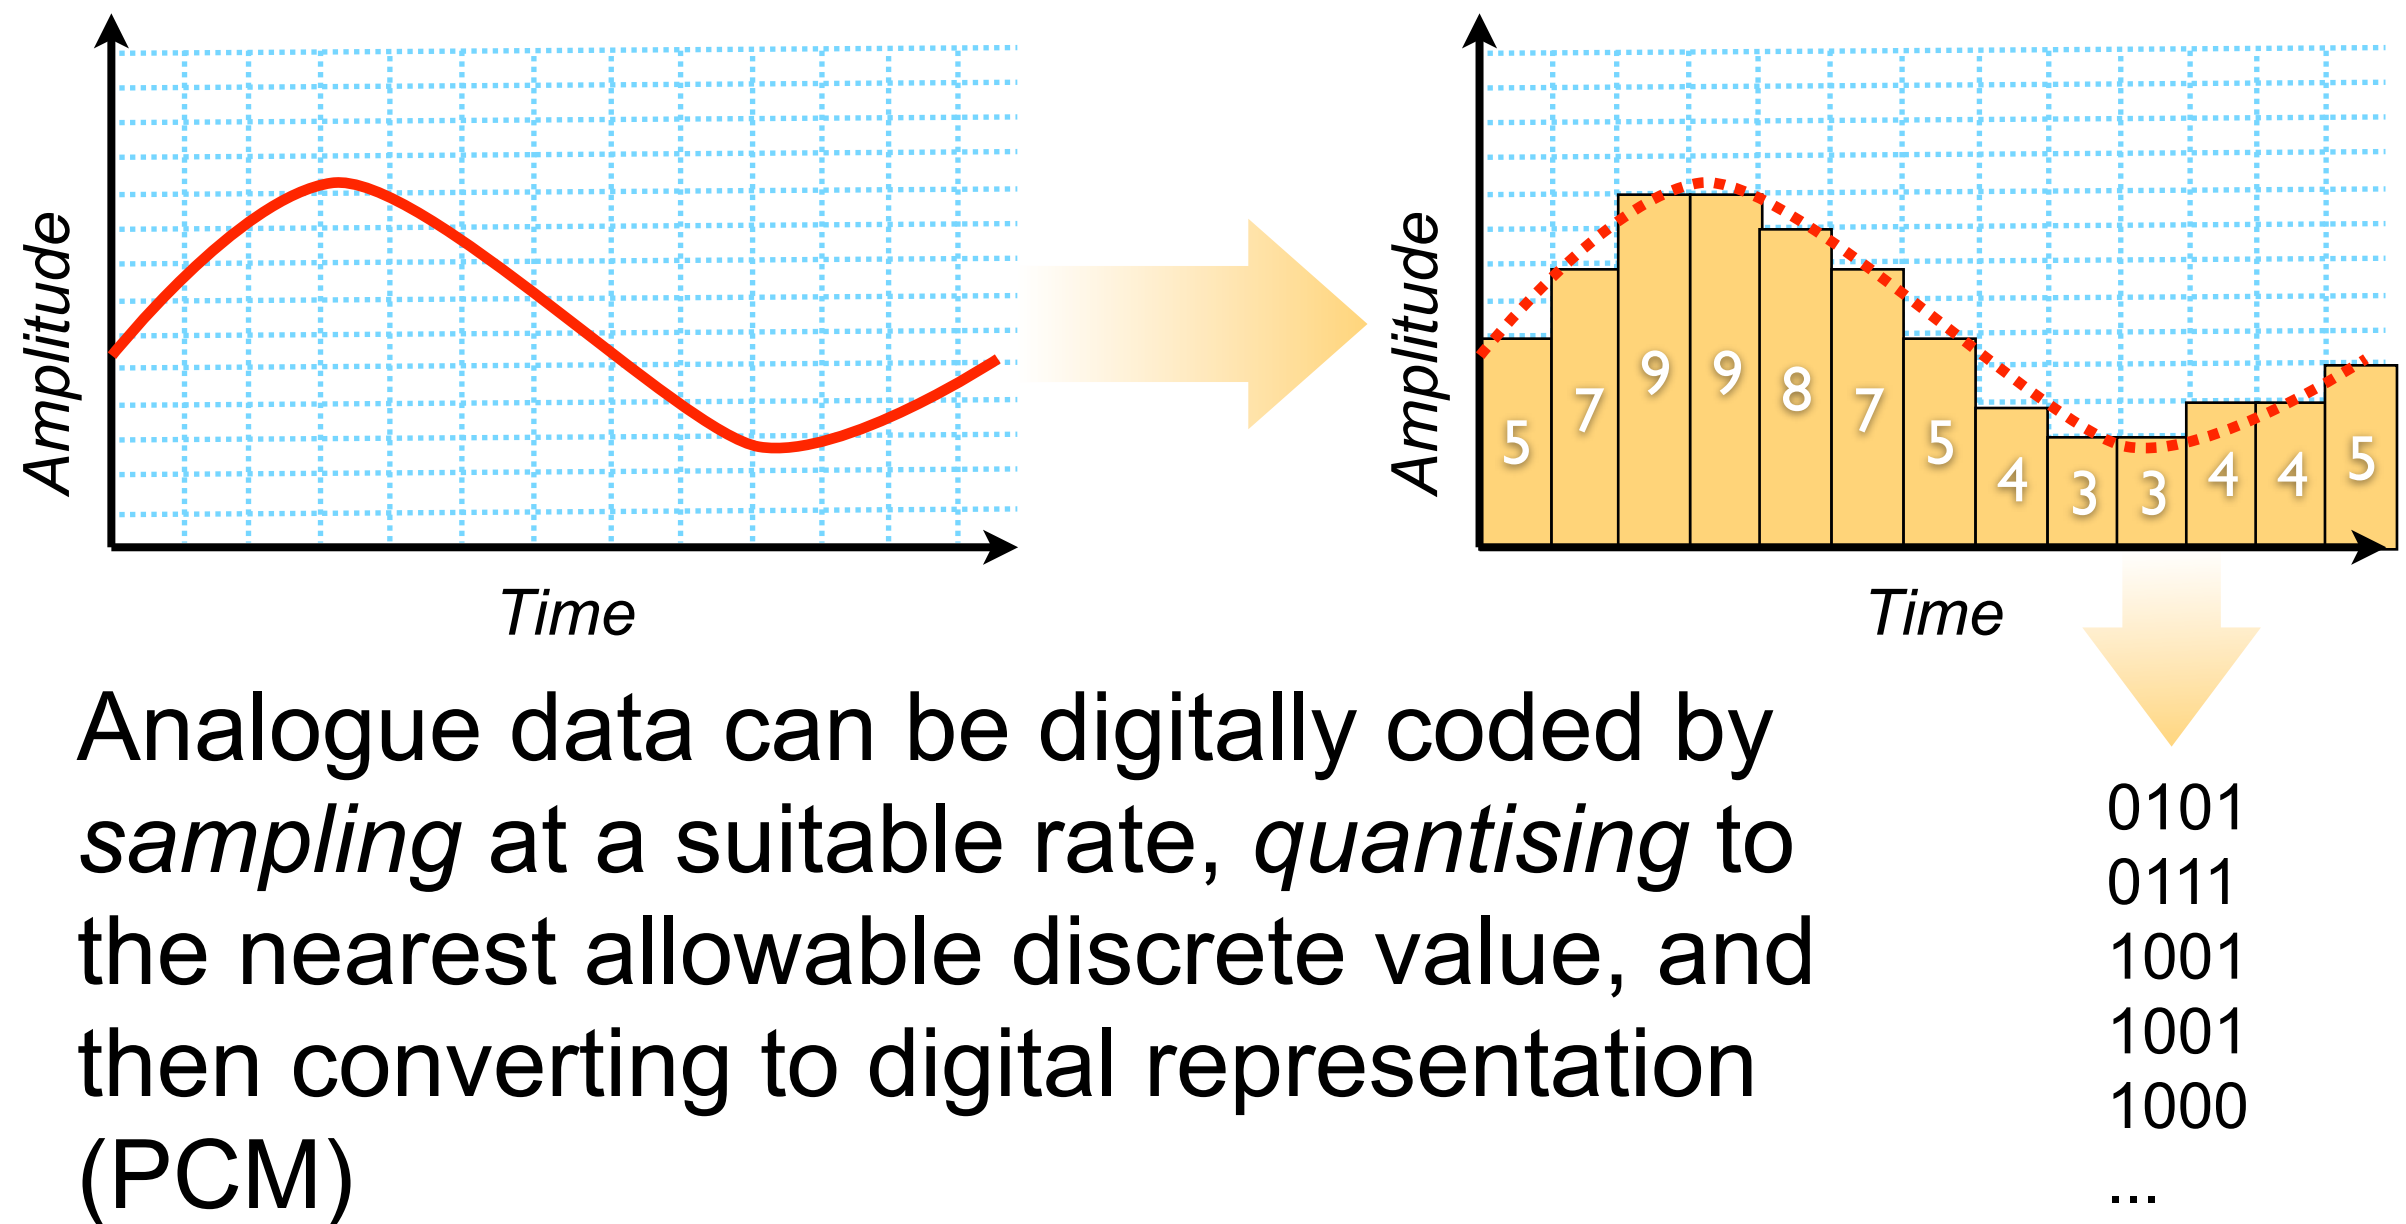 Amplitude
Time
Amplitude
5 7 9 9 8 7 5 4 3 3 4 4 5
Time
Analogue data can be digitally coded by
sampling at a suitable rate, quantising to
the nearest allowable discrete value, and
then converting to digital representation
(PCM)
0101
0111
1001
1001
1000
...